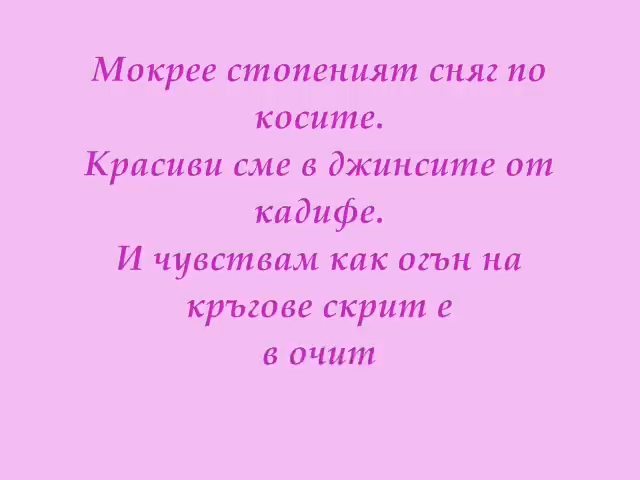 Мокрее стопеният сняг по
косите.
Красиви сме в джинсите от
кадифе.
И чувствам как огън на
кръгове скрит е
в очит